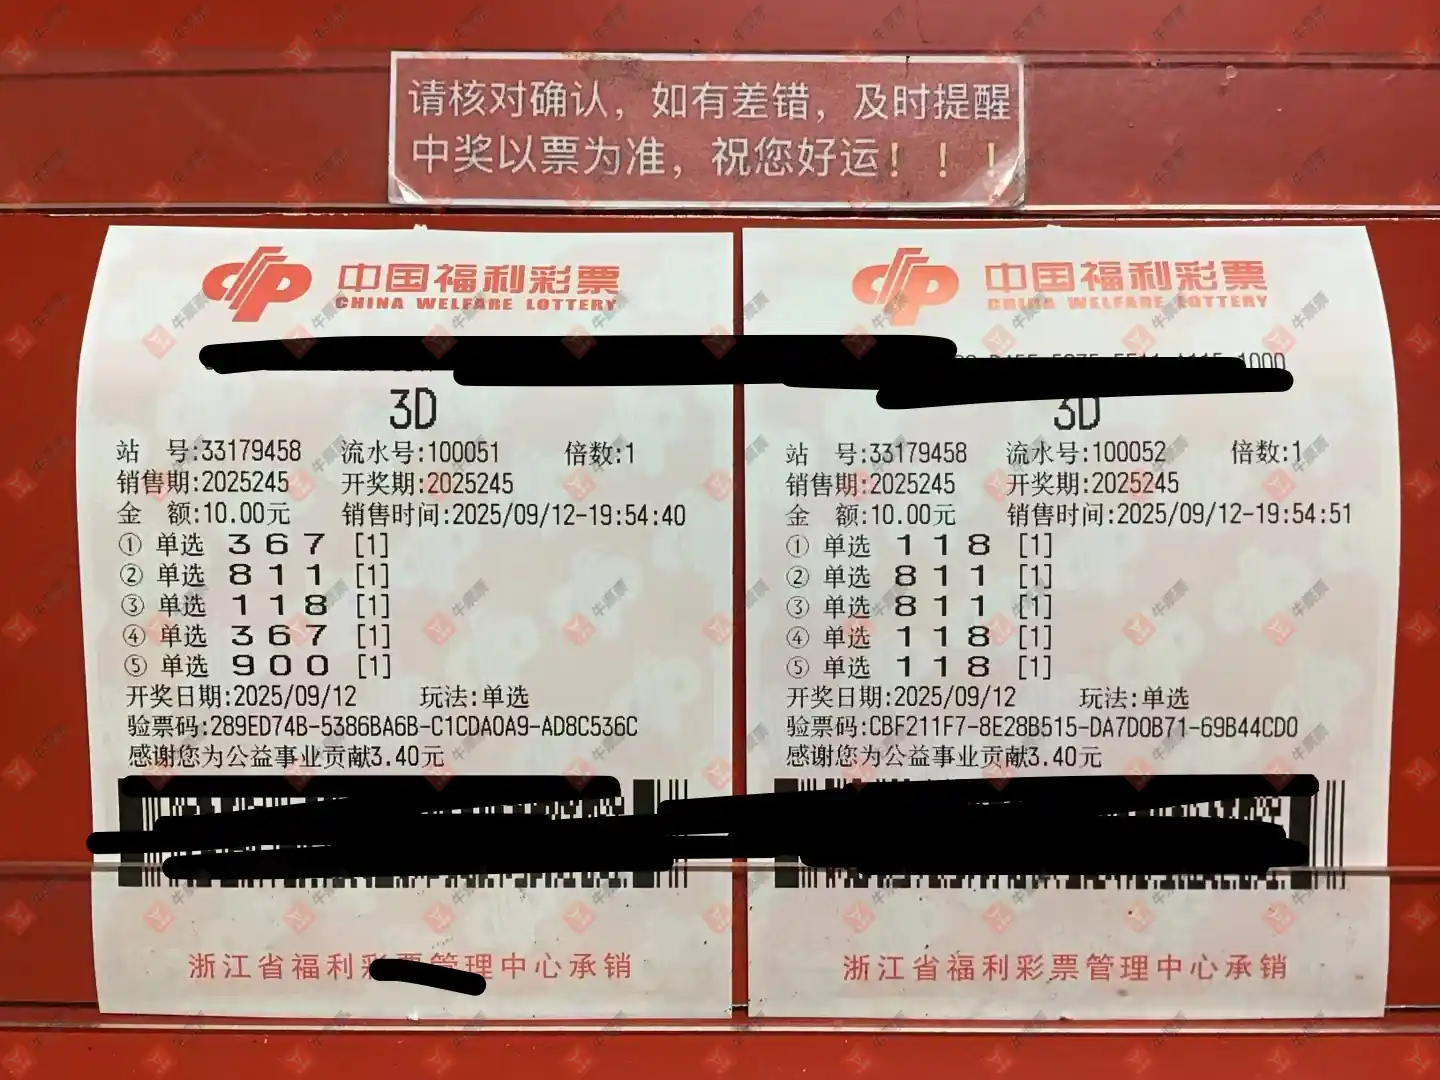 请核对确认，如有差错，及时提醒
中奖以票为准，祝您好运！！！
中国福利彩票
CHINA WELFARE LOTTERY
3D
站 号:33179458 流水号:100051 倍数:1
销售期:2025245 开奖期:2025245
金 额:10.00元 销售时间:2025/09/12-19:54:40
① 单选 3 6 7 [1]
② 单选 8 1 1 [1]
③ 单选 1 1 8 [1]
④ 单选 3 6 7 [1]
⑤ 单选 9 0 0 [1]
开奖日期:2025/09/12 玩法:单选
验票码:289ED74B-5386BA6B-C1CDA0A9-AD8C536C
感谢您为公益事业贡献3.40元
浙江省福利彩票管理中心承销
中国福利彩票
CHINA WELFARE LOTTERY
3D
站 号:33179458 流水号:100052 倍数:1
销售期:2025245 开奖期:2025245
金 额:10.00元 销售时间:2025/09/12-19:54:51
① 单选 1 1 8 [1]
② 单选 8 1 1 [1]
③ 单选 8 1 1 [1]
④ 单选 1 1 8 [1]
⑤ 单选 1 1 8 [1]
开奖日期:2025/09/12 玩法:单选
验票码:CBF211F7-8E28B515-DA7D0B71-69B44CD0
感谢您为公益事业贡献3.40元
浙江省福利彩票管理中心承销
牛票票